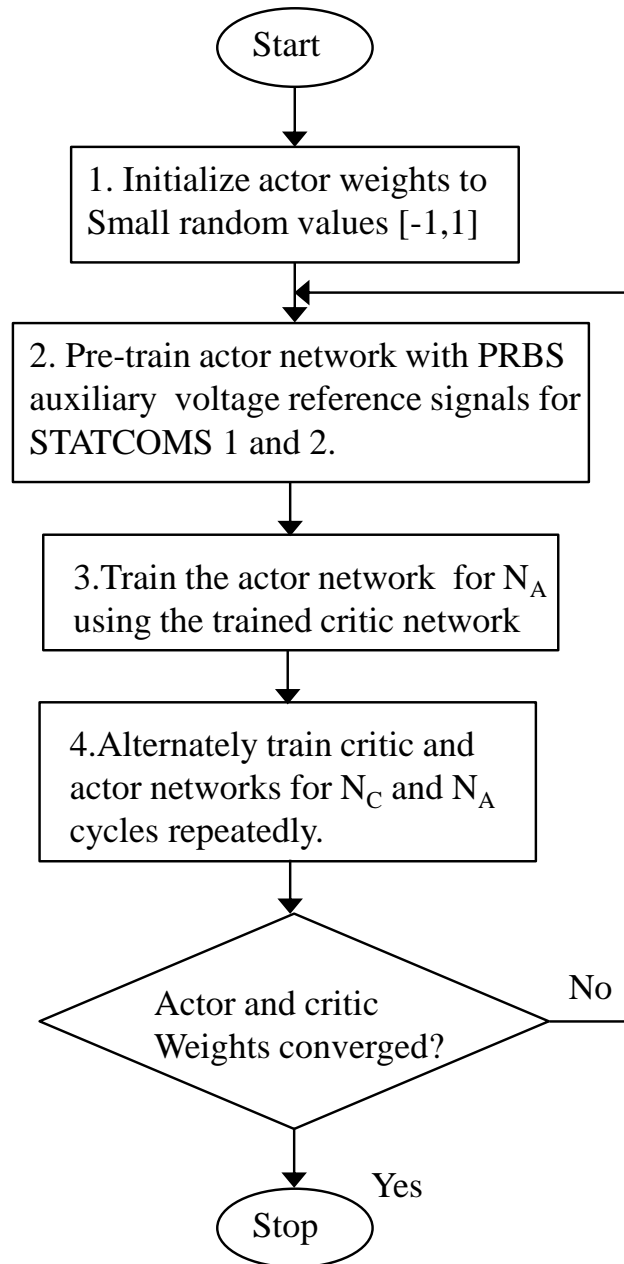 Start
1. Initialize actor weights to
Small random values [-1,1]
2. Pre-train actor network with PRBS
auxiliary voltage reference signals for
STATCOMS 1 and 2.
3.Train the actor network for N_A
using the trained critic network
4.Alternately train critic and
actor networks for N_C and N_A
cycles repeatedly.
Actor and critic
Weights converged?
No
Yes
Stop